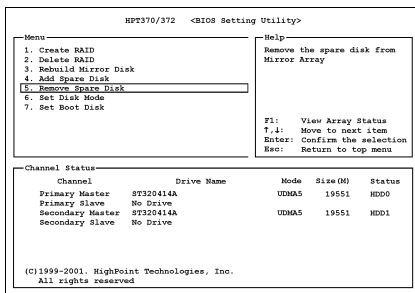 HPT370/372 <BIOS Setting Utility>
Menu
1. Create RAID
2. Delete RAID
3. Rebuild Mirror Disk
4. Add Spare Disk
5. Remove Spare Disk
6. Set Disk Mode
7. Set Boot Disk
Help
Remove the spare disk from
Mirror Array
F1: View Array Status
↑,↓: Move to next item
Enter: Confirm the selection
Esc: Return to top menu
Channel Status
Channel Drive Name Mode Size(M) Status
Primary Master ST320414A UDMA5 19551 HDD0
Primary Slave No Drive
Secondary Master ST320414A UDMA5 19551 HDD1
Secondary Slave No Drive
(C)1999-2001. HighPoint Technologies, Inc.
All rights reserved